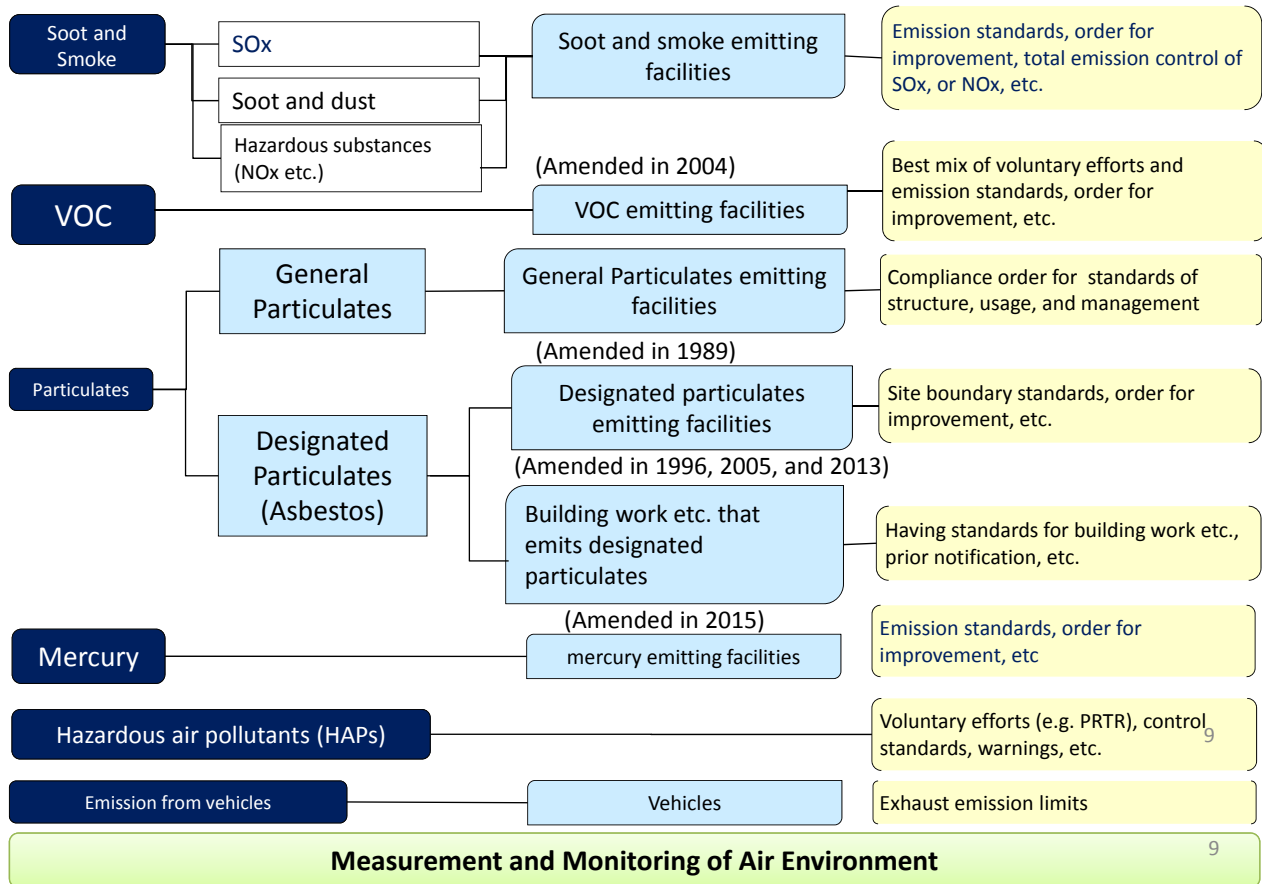 Soot and
Smoke
SOx
Soot and dust
Hazardous substances
(NOx etc.)
Soot and smoke emitting
facilities
Emission standards, order for
improvement, total emission control of
SOx, or NOx, etc.
VOC
(Amended in 2004)
VOC emitting facilities
Best mix of voluntary efforts and
emission standards, order for
improvement, etc.
Particulates
General
Particulates
General Particulates emitting
facilities
Compliance order for standards of
structure, usage, and management
(Amended in 1989)
Designated
Particulates
(Asbestos)
Designated particulates
emitting facilities
Site boundary standards, order for
improvement, etc.
(Amended in 1996, 2005, and 2013)
Building work etc. that
emits designated
particulates
Having standards for building work etc.,
prior notification, etc.
(Amended in 2015)
Mercury
mercury emitting facilities
Emission standards, order for
improvement, etc
Hazardous air pollutants (HAPs)
Voluntary efforts (e.g. PRTR), control
standards, warnings, etc.
9
Emission from vehicles
Vehicles
Exhaust emission limits
Measurement and Monitoring of Air Environment
9